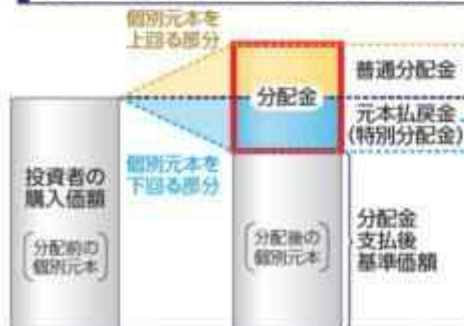 個別元本を
上回る部分
分配金
普通分配金
元本払戻金
(特別分配金)
投資者の
購入価額
(分配前の
個別元本)
個別元本を
下回る部分
(分配後の
個別元本)
分配金
支払後
基準価額